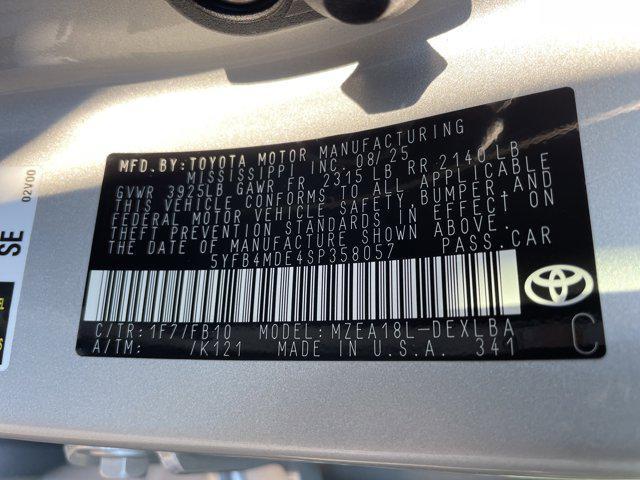 MFD.BY:TOYOTA MOTOR MANUFACTURING
MISSISSIPPI INC. 08/25
GVWR 3925LB GAWR FR 2315 LB RR 2140 LB
THIS VEHICLE CONFORMS TO ALL APPLICABLE
FEDERAL MOTOR VEHICLE SAFETY, BUMPER, AND
THEFT PREVENTION STANDARDS IN EFFECT† ON
THE DATE OF MANUFACTURE SHOWN ABOVE.
5YFB4MDE4SP358057 PASS.CAR
C/TR:1F7/FB10 MODEL: MZEA18L-DEXLBA
A/TM: /K121 MADE IN U.S.A. 341 C
02V00
SE